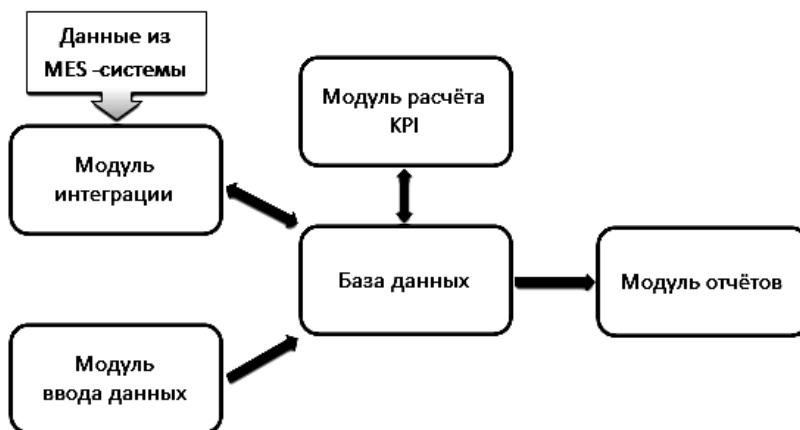 Данные из
MES -системы
Модуль
интеграции
Модуль расчёта
KPI
База данных
Модуль отчётов
Модуль
ввода данных